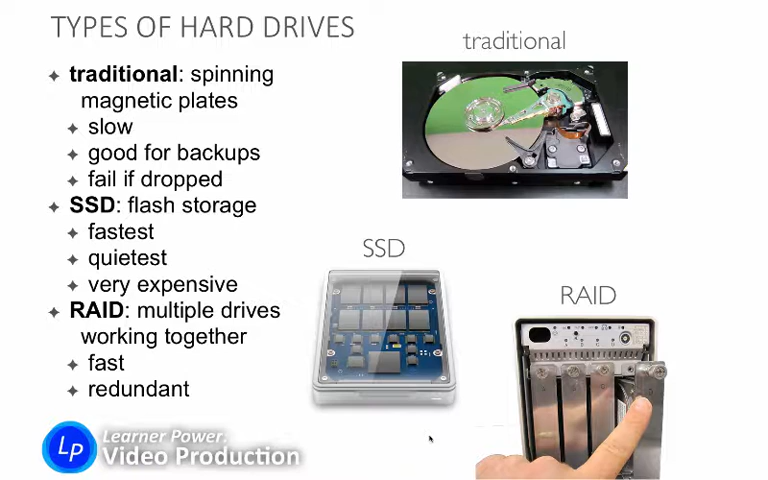 TYPES OF HARD DRIVES
traditional: spinning
magnetic plates
slow
good for backups
fail if dropped
SSD: flash storage
fastest
quietest
very expensive
RAID: multiple drives
working together
fast
redundant
traditional
SSD
RAID
Lp
Learner Power.
Video Production